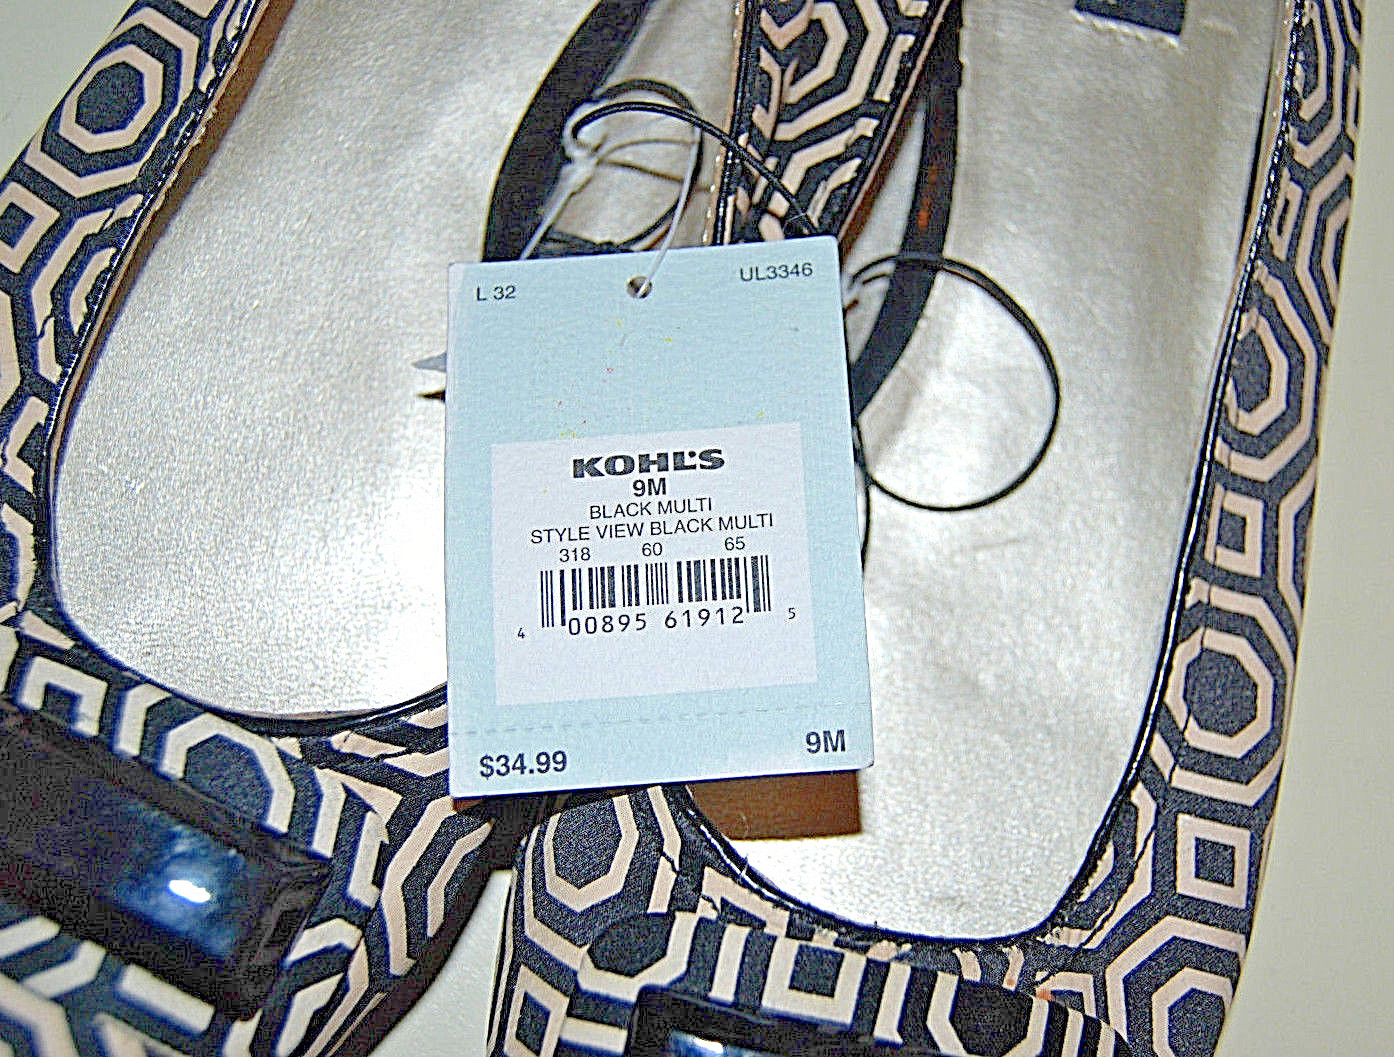 L 32 UL3346
KOHL'S
9M
BLACK MULTI
STYLE VIEW BLACK MULTI
318 60 65
4 00895 61912 5
$34.99 9M